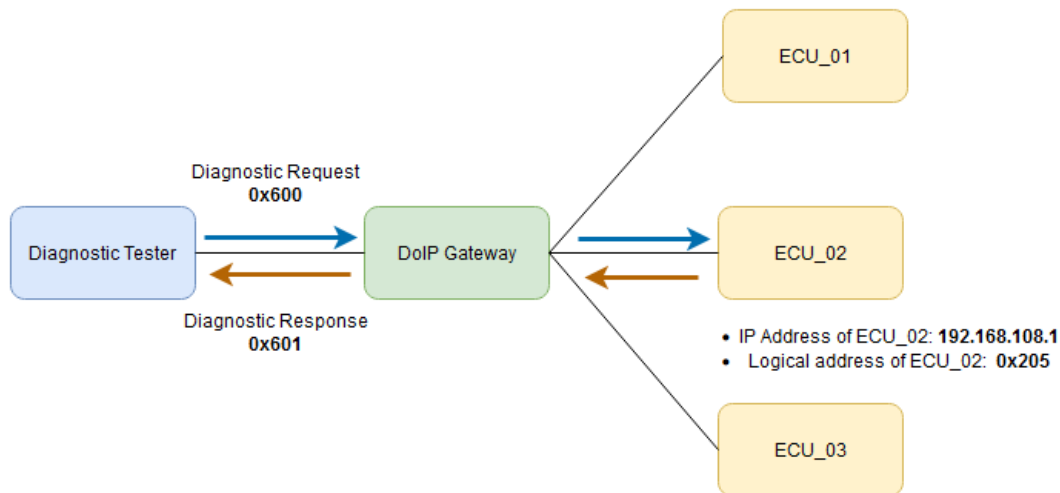 ECU_01
Diagnostic Request
0x600
Diagnostic Tester
DoIP Gateway
ECU_02
Diagnostic Response
0x601
• IP Address of ECU_02: 192.168.108.1
• Logical address of ECU_02: 0x205
ECU_03